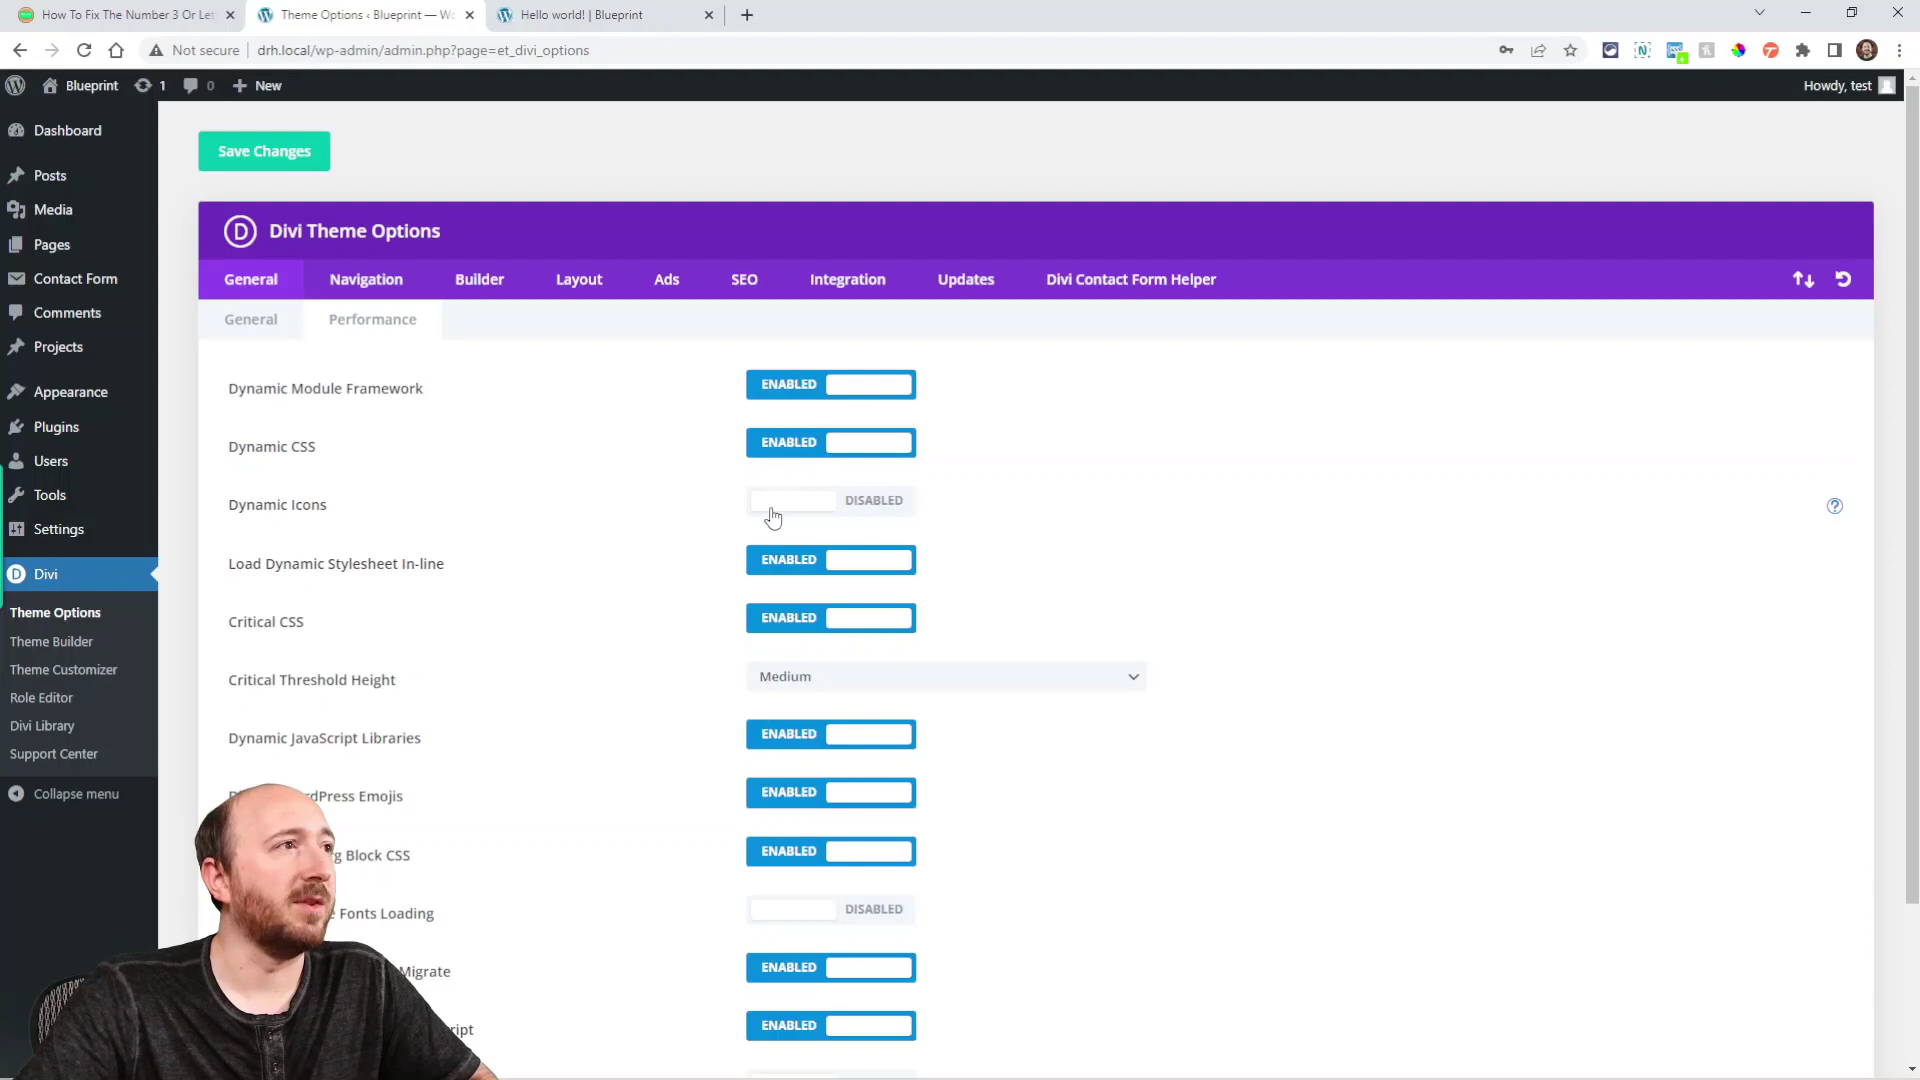 How To Fix The Number 3 Or Let
Theme Options ‹ Blueprint — Wo
Hello world! | Blueprint
Not secure
drh.local/wp-admin/admin.php?page=et_divi_options
Blueprint
1
0
New
Howdy, test
Dashboard
Posts
Media
Pages
Contact Form
Comments
Projects
Appearance
Plugins
Users
Tools
Settings
Divi
Theme Options
Theme Builder
Theme Customizer
Role Editor
Divi Library
Support Center
Collapse menu
Save Changes
D Divi Theme Options
General Navigation Builder Layout Ads SEO Integration Updates Divi Contact Form Helper
General Performance
Dynamic Module Framework ENABLED
Dynamic CSS ENABLED
Dynamic Icons DISABLED ?
Load Dynamic Stylesheet In-line ENABLED
Critical CSS ENABLED
Critical Threshold Height Medium
Dynamic JavaScript Libraries ENABLED
Emojis ENABLED
Block CSS ENABLED
Fonts Loading DISABLED
Migrate ENABLED
ENABLED